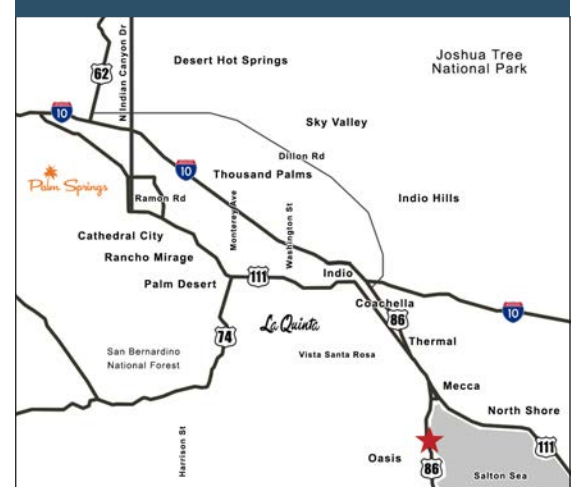 Desert Hot Springs
Joshua Tree
National Park
62
N Indian Canyon Dr
10
Sky Valley
Dillon Rd
10
Thousand Palms
Palm Springs
Ramon Rd
Indio Hills
Monterey Ave
Washington St
Cathedral City
Rancho Mirage
Palm Desert
111
Indio
Coachella
10
86
La Quinta
74
Thermal
San Bernardino
National Forest
Vista Santa Rosa
Mecca
North Shore
Harrison St
Oasis
86
111
Salton Sea